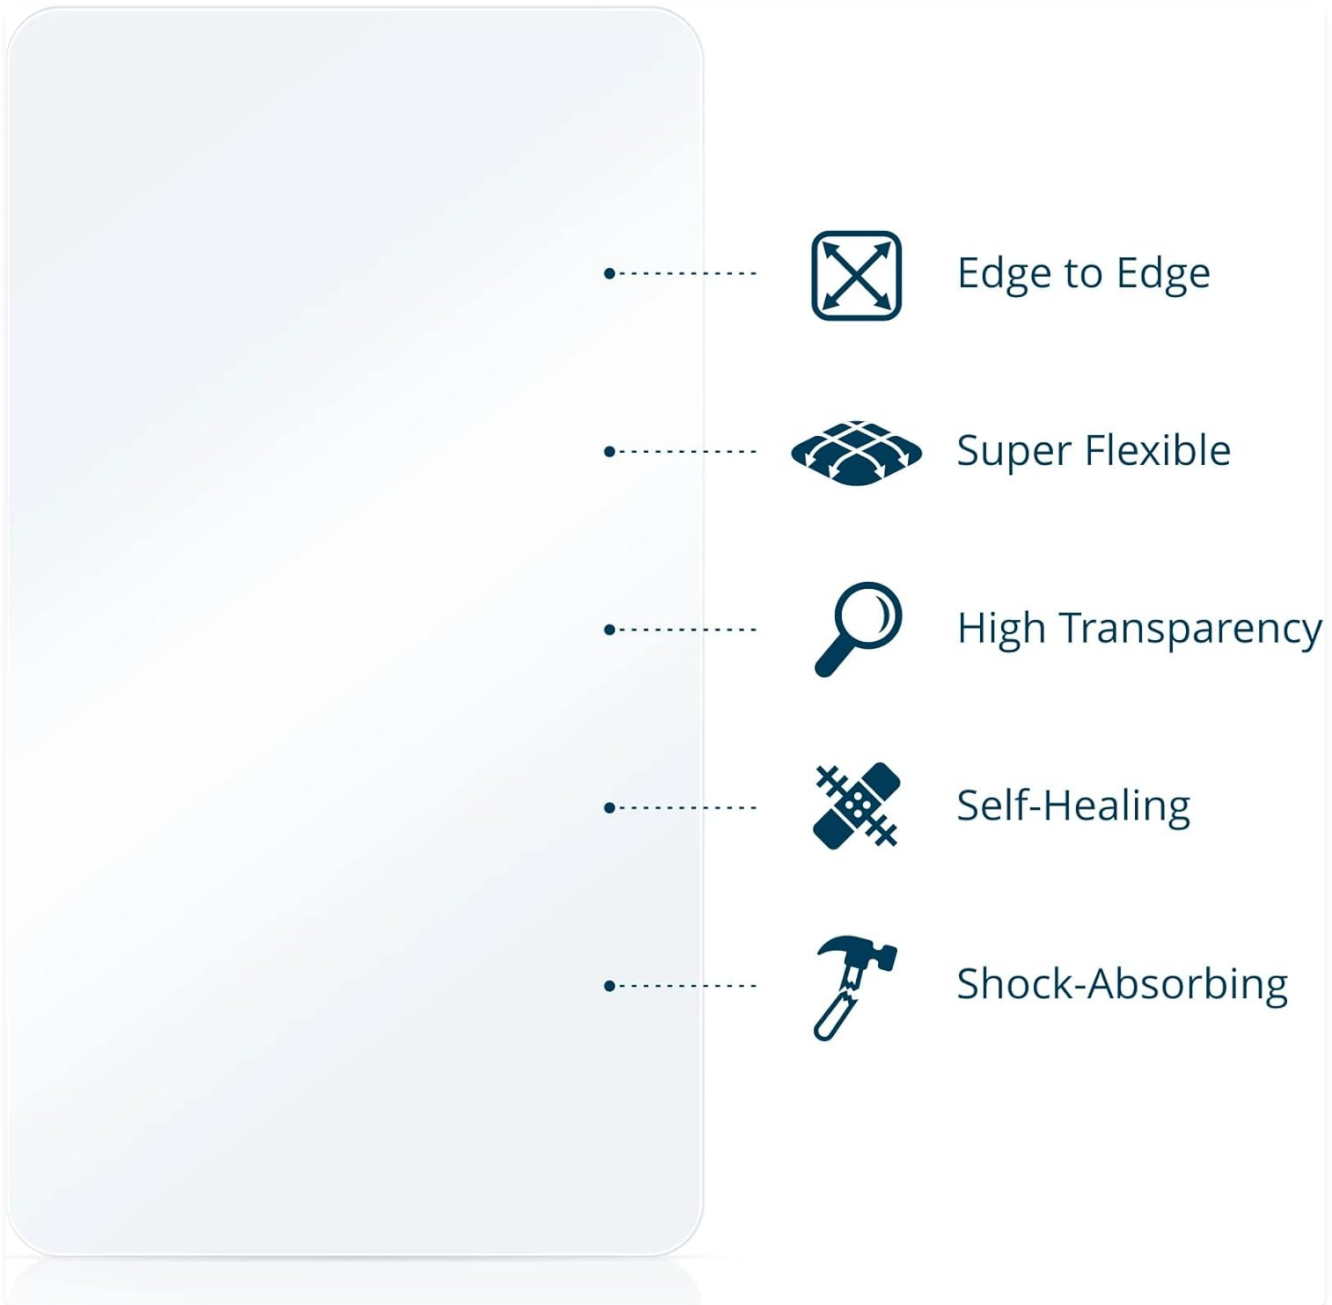 Edge to Edge
Super Flexible
High Transparency
Self-Healing
Shock-Absorbing